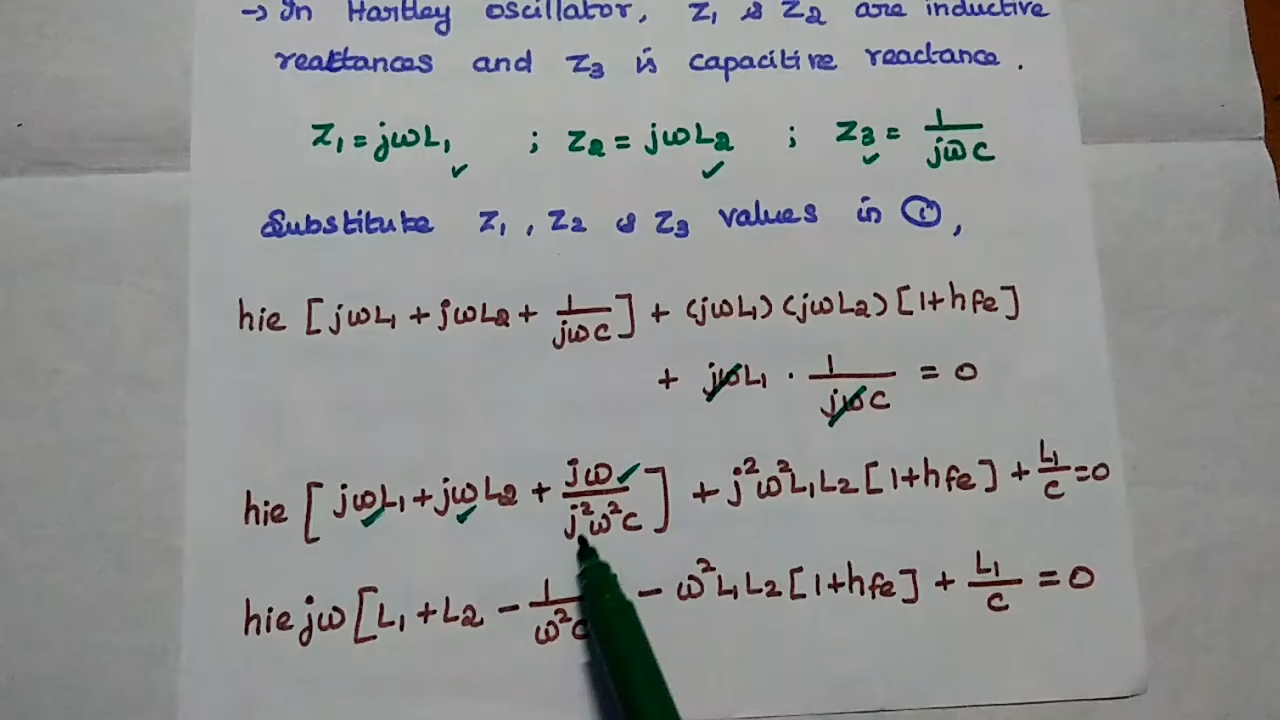 → In Hartley oscillator, Z₁ & Z₂ are inductive
reactances and Z₃ is capacitive reactance.
Z₁ = jωL₁ ; Z₂ = jωL₂ ; Z₃ = 1/jωC
Substitute Z₁, Z₂ & Z₃ values in ①,
hie [jωL₁ + jωL₂ + 1/jωC] + (jωL₁)(jωL₂)[1+hfe]
+ jωL₁ · 1/jωC = 0
hie [jωL₁ + jωL₂ + jω/j²ω²C] + j²ω²L₁L₂[1+hfe] + L₁/C = 0
hie jω [L₁ + L₂ - 1/ω²C - ω²L₁L₂[1+hfe] + L₁/C = 0